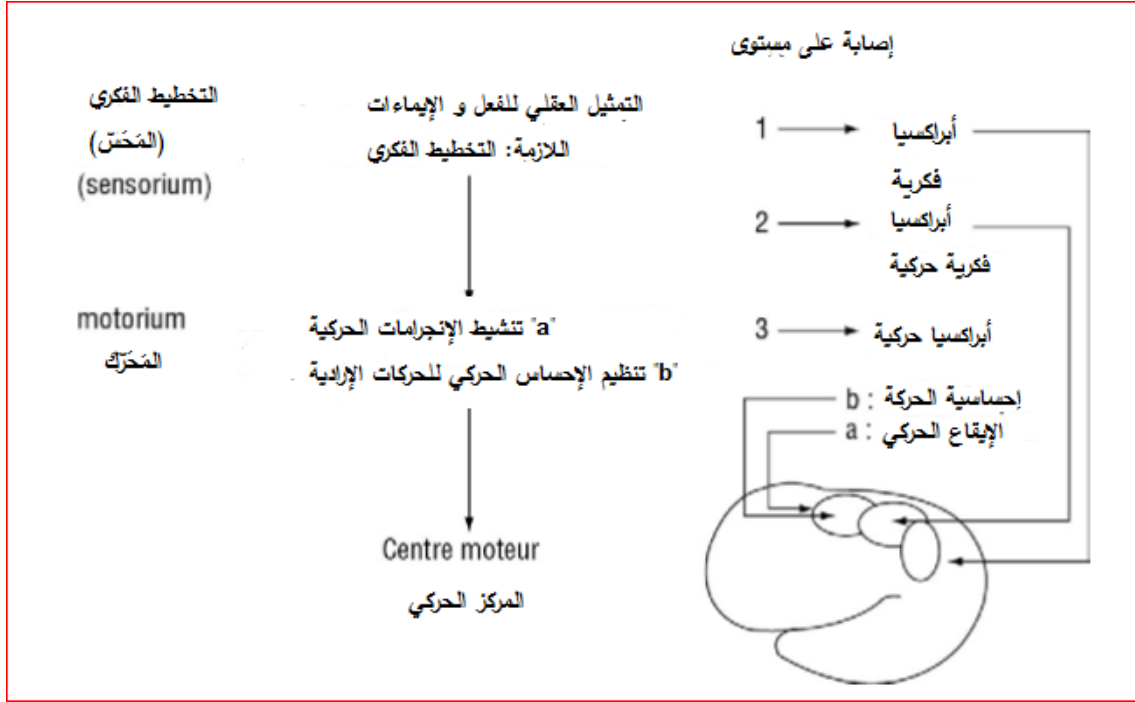 إصابة على مستوى
التخطيط الفكري
(المَحَسّ)
(sensorium)
التمثيل العقلي للفعل و الإيماءات
اللازمة: التخطيط الفكري
1
أبراكسيا
فكرية
2
أبراكسيا
فكرية حركية
motorium
المَحَرّك
"a" تنشيط الإنجرامات الحركية
"b" تنظيم الإحساس الحركي للحركات الإرادية
3
أبراكسيا حركية
b : إحساسية الحركة
a : الإيقاع الحركي
Centre moteur
المركز الحركي